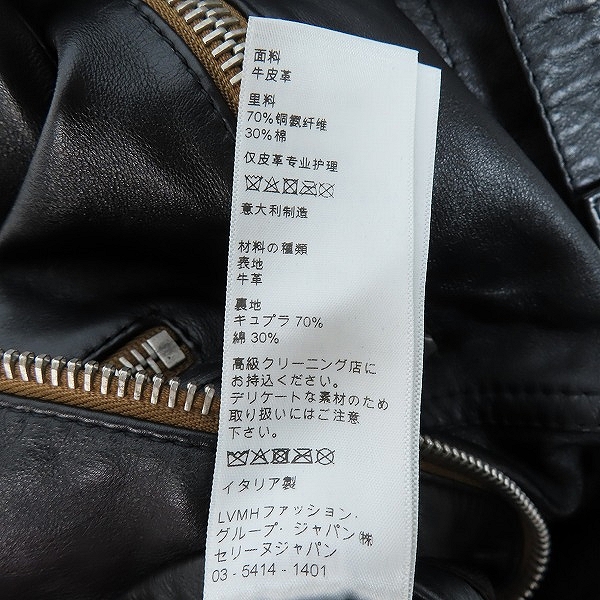 面料
牛皮革
里料
70%铜氨纤维
30%棉
仅皮革专业护理
意大利制造
材料の種類
表地
牛革
裏地
キュプラ 70%
綿 30%
高級クリーニング店に
お持込ください。
デリケートな素材のため
取り扱いにはご注意
下さい。
イタリア製
LVMHファッション・
グループ・ジャパン㈱
セリーヌジャパン
03 - 5414 - 1401